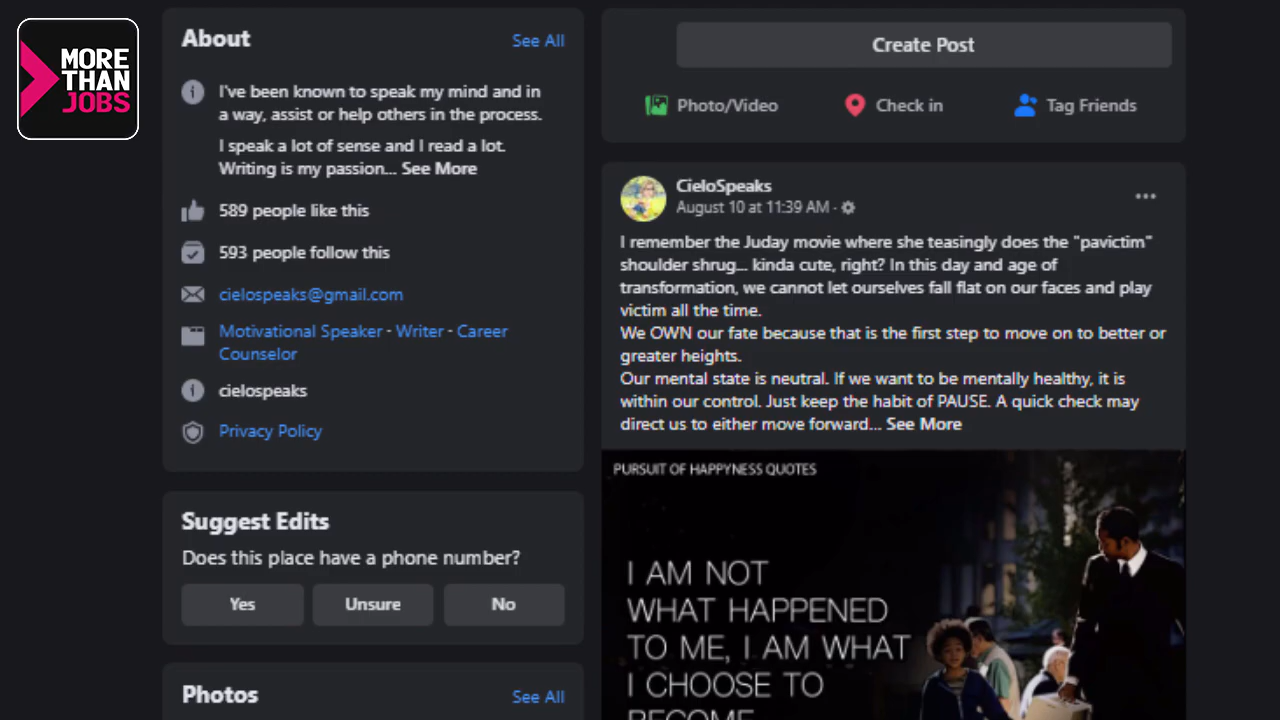 MORE
THAN
JOBS
About
See All
I've been known to speak my mind and in
a way, assist or help others in the process.
I speak a lot of sense and I read a lot.
Writing is my passion... See More
589 people like this
593 people follow this
cielospeaks@gmail.com
Motivational Speaker · Writer · Career
Counselor
cielospeaks
Privacy Policy
Suggest Edits
Does this place have a phone number?
Yes
Unsure
No
Photos
See All
Create Post
Photo/Video
Check in
Tag Friends
CieloSpeaks
August 10 at 11:39 AM ·
I remember the Juday movie where she teasingly does the "pavictim"
shoulder shrug... kinda cute, right? In this day and age of
transformation, we cannot let ourselves fall flat on our faces and play
victim all the time.
We OWN our fate because that is the first step to move on to better or
greater heights.
Our mental state is neutral. If we want to be mentally healthy, it is
within our control. Just keep the habit of PAUSE. A quick check may
direct us to either move forward... See More
PURSUIT OF HAPPYNESS QUOTES
I AM NOT
WHAT HAPPENED
TO ME, I AM WHAT
I CHOOSE TO
BECOME